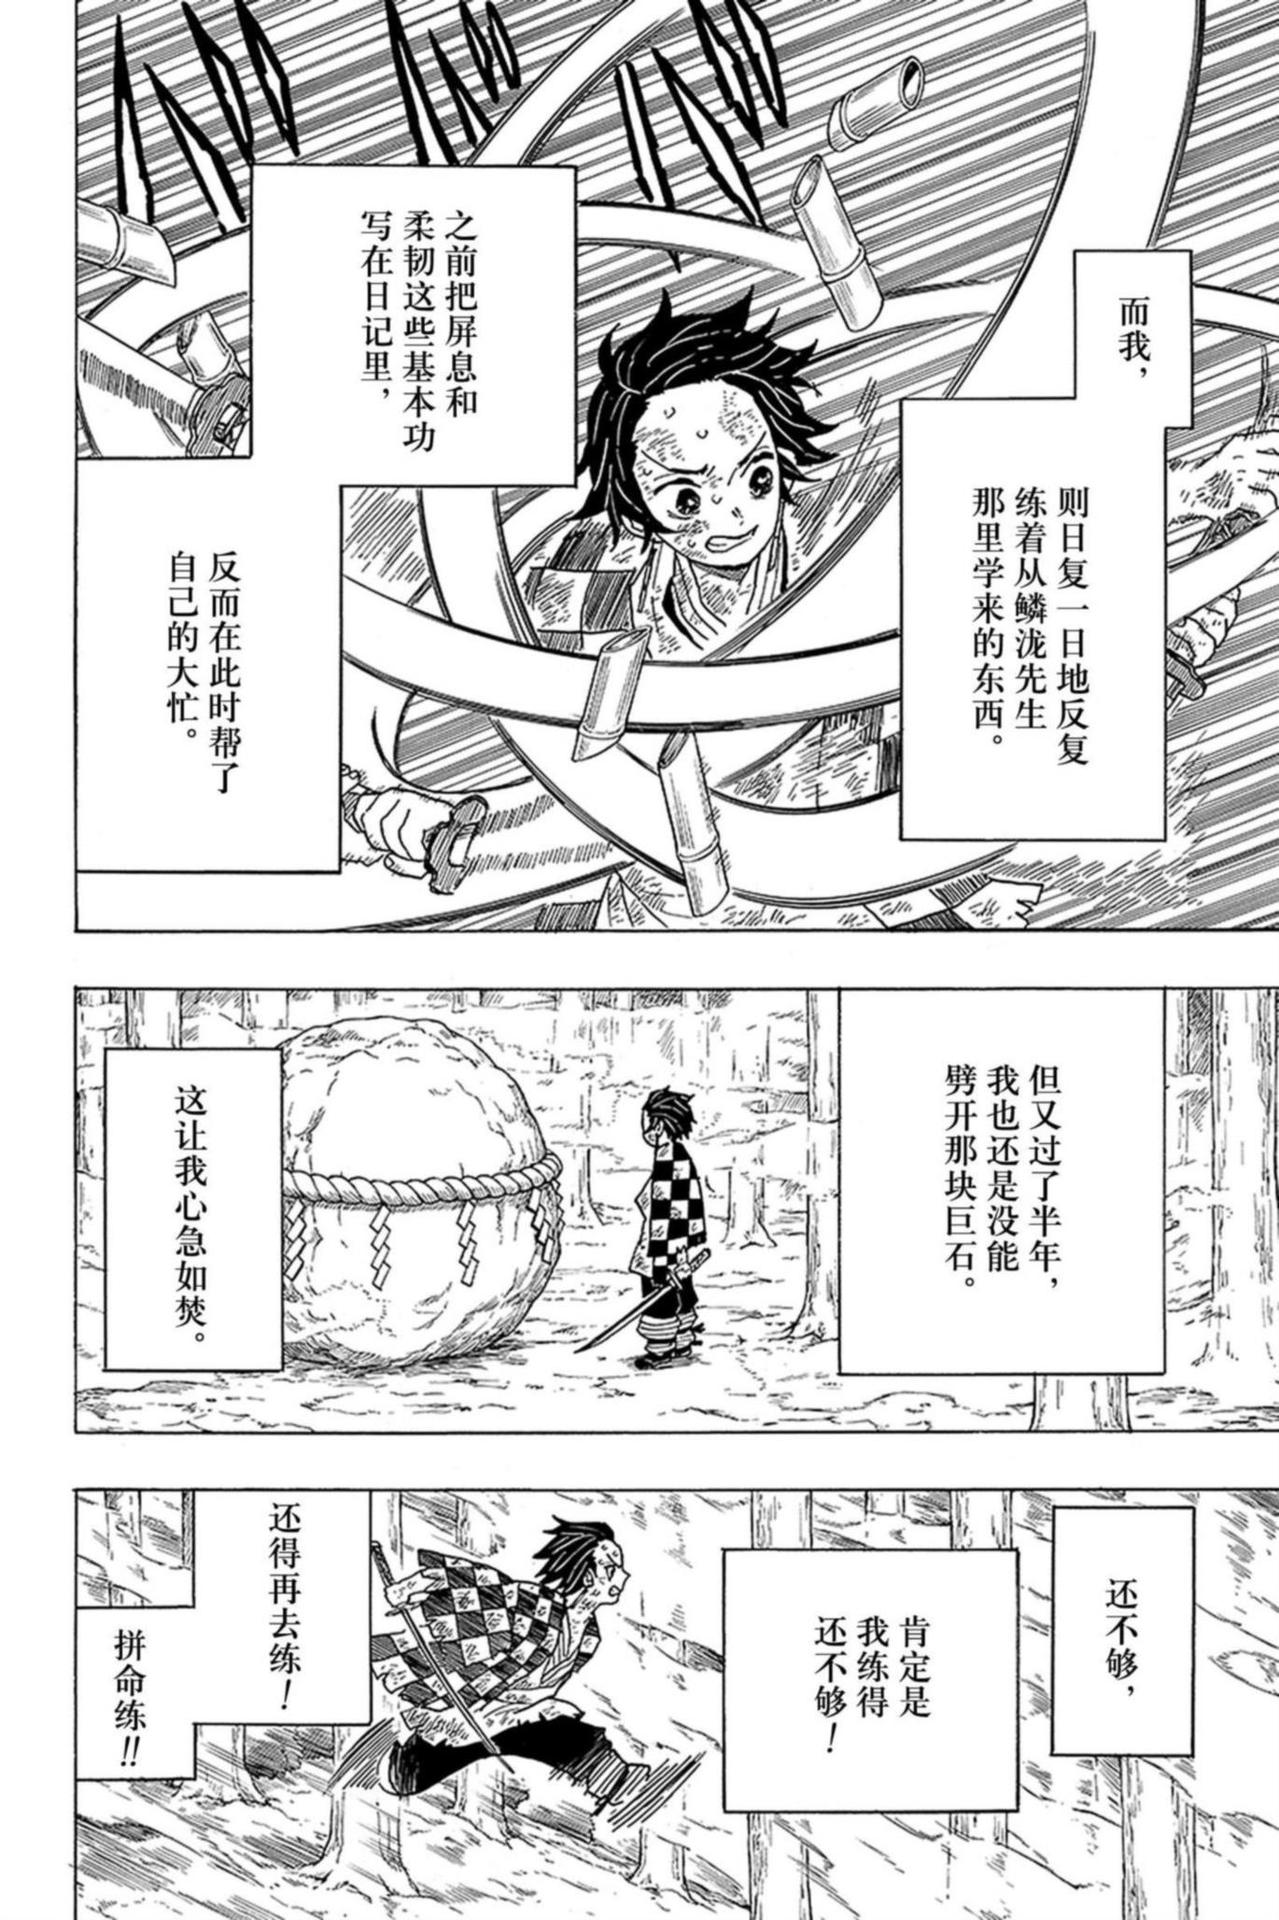 而我，
则日复一日地反复
练着从鳞泷先生
那里学来的东西。
之前把屏息和
柔韧这些基本功
写在日记里，
反而在此时帮了
自己的大忙。
但又过了半年，
我也还是没能
劈开那块巨石。
这让我心急如焚。
还不够，
肯定是
我练得
还不够！
还得再去练！
拼命练!!